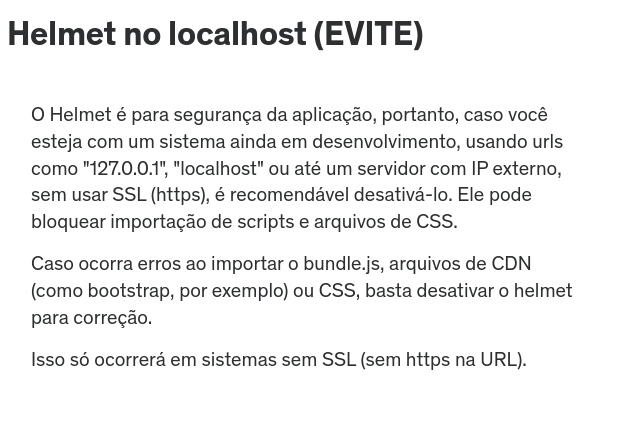 Helmet no localhost (EVITE)
O Helmet é para segurança da aplicação, portanto, caso você
esteja com um sistema ainda em desenvolvimento, usando urls
como "127.0.0.1", "localhost" ou até um servidor com IP externo,
sem usar SSL (https), é recomendável desativá-lo. Ele pode
bloquear importação de scripts e arquivos de CSS.
Caso ocorra erros ao importar o bundle.js, arquivos de CDN
(como bootstrap, por exemplo) ou CSS, basta desativar o helmet
para correção.
Isso só ocorrerá em sistemas sem SSL (sem https na URL).